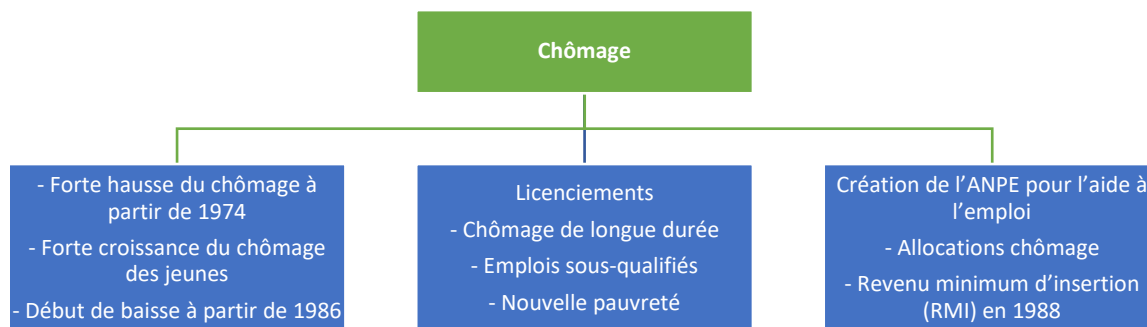 Chômage
- Forte hausse du chômage à
partir de 1974
- Forte croissance du chômage
des jeunes
- Début de baisse à partir de 1986
Licenciements
- Chômage de longue durée
- Emplois sous-qualifiés
- Nouvelle pauvreté
Création de l’ANPE pour l’aide à
l’emploi
- Allocations chômage
- Revenu minimum d’insertion
(RMI) en 1988